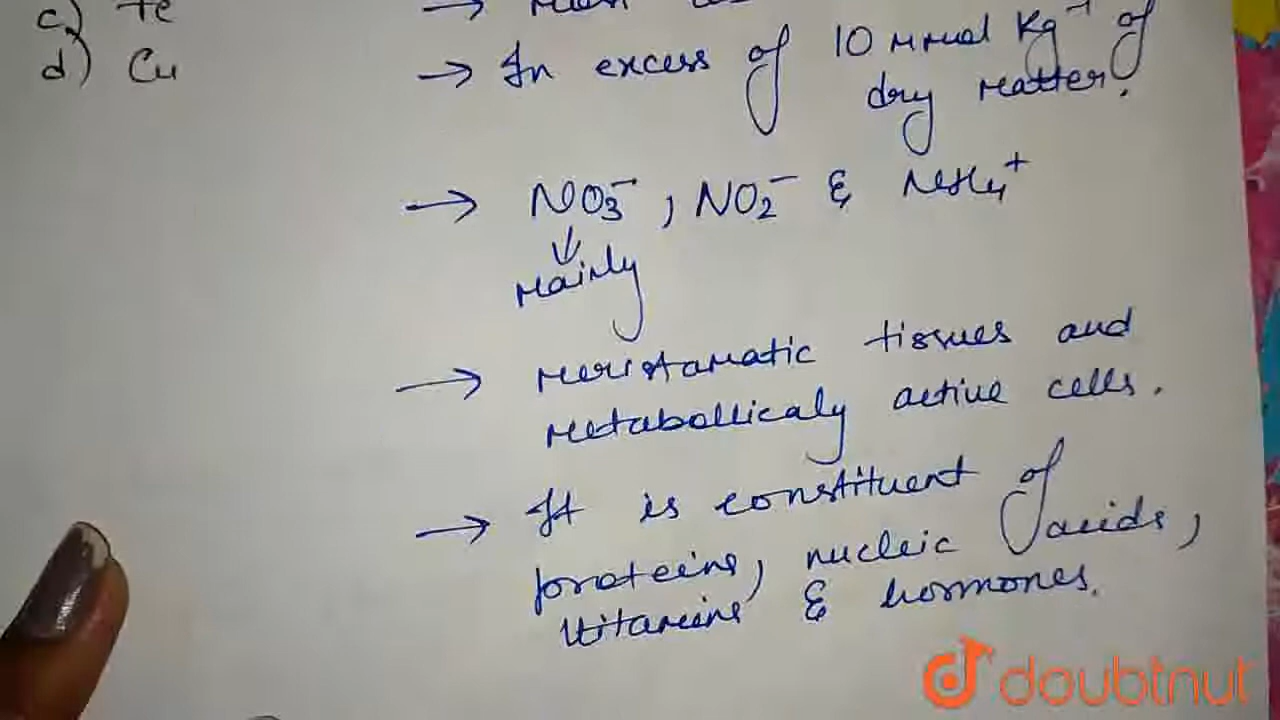 c) Fe
d) Cu
→ In excess of 10 mmol Kg⁻¹ of
dry matter.
→ NO₃⁻, NO₂⁻ & NH₄⁺
↓
mainly
→ Meristamatic tissues and
metabollicaly active cells.
→ It is constituent of
proteins, nucleic acids,
vitamins & hormones.
doubtnut